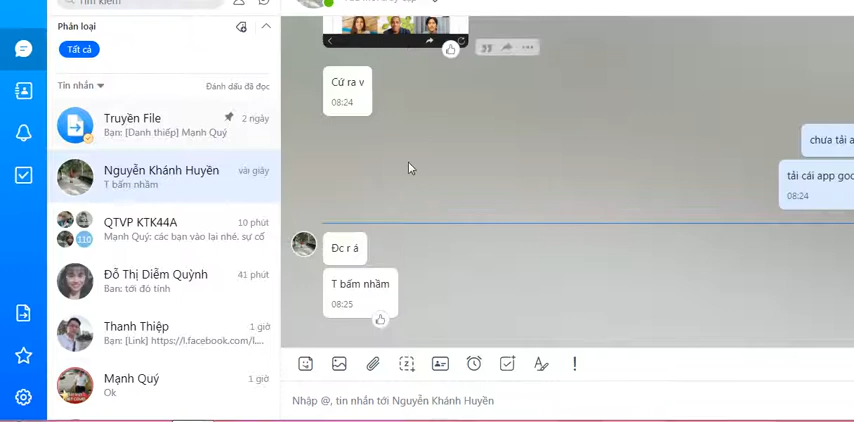 Tìm kiếm
Phân loại
Tất cả
Tin nhắn
Đánh dấu đã đọc
Truyền File
2 ngày
Bạn: [Danh thiếp] Mạnh Quý
Nguyễn Khánh Huyền
vài giây
T bấm nhầm
QTVP KTK44A
10 phút
110
Mạnh Quý: các bạn vào lại nhé, sự cố
Đỗ Thị Diễm Quỳnh
41 phút
Bạn: tới đó tính
Thanh Thiệp
1 giờ
Bạn: [Link] https://l.facebook.com/l....
Mạnh Quý
1 giờ
Ok
Cứ ra v
08:24
chưa tải a
tải cái app goo
08:24
Đc r á
T bấm nhầm
08:25
Nhập @, tin nhắn tới Nguyễn Khánh Huyền